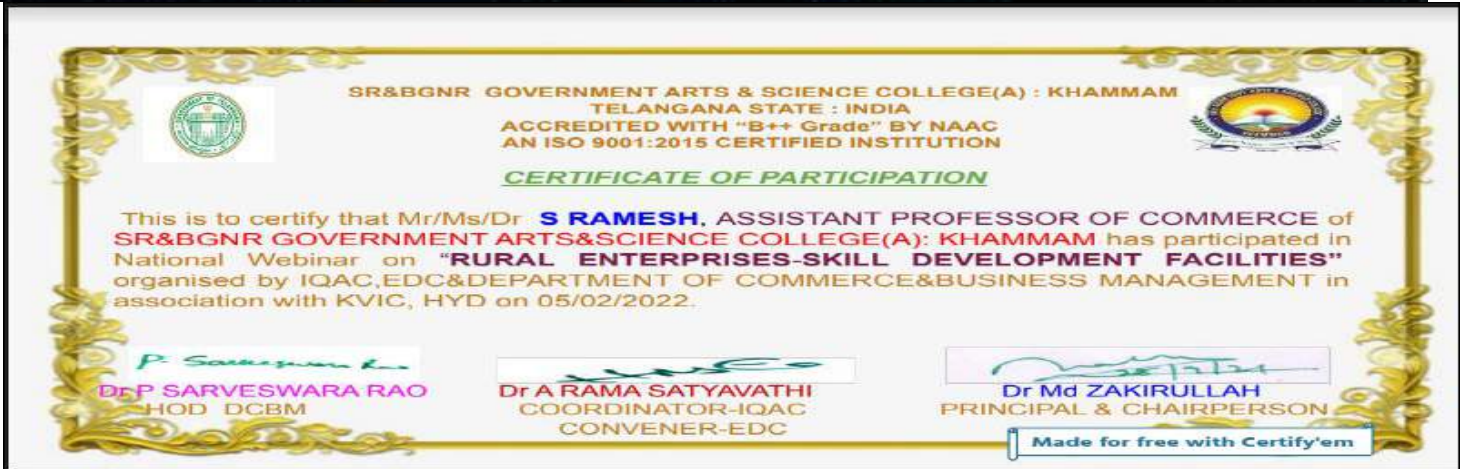 SR&BGNR GOVERNMENT ARTS & SCIENCE COLLEGE(A) : KHAMMAM
TELANGANA STATE : INDIA
ACCREDITED WITH “B++ Grade” BY NAAC
AN ISO 9001:2015 CERTIFIED INSTITUTION
CERTIFICATE OF PARTICIPATION
This is to certify that Mr/Ms/Dr S RAMESH, ASSISTANT PROFESSOR OF COMMERCE of
SR&BGNR GOVERNMENT ARTS&SCIENCE COLLEGE(A): KHAMMAM has participated in
National Webinar on “RURAL ENTERPRISES-SKILL DEVELOPMENT FACILITIES”
organised by IQAC,EDC&DEPARTMENT OF COMMERCE&BUSINESS MANAGEMENT in
association with KVIC, HYD on 05/02/2022.
P. Sarveswara Rao
Dr P SARVESWARA RAO
HOD DCBM
Dr A RAMA SATYAVATHI
COORDINATOR-IQAC
CONVENER-EDC
Dr Md ZAKIRULLAH
PRINCIPAL & CHAIRPERSON
Made for free with Certify'em